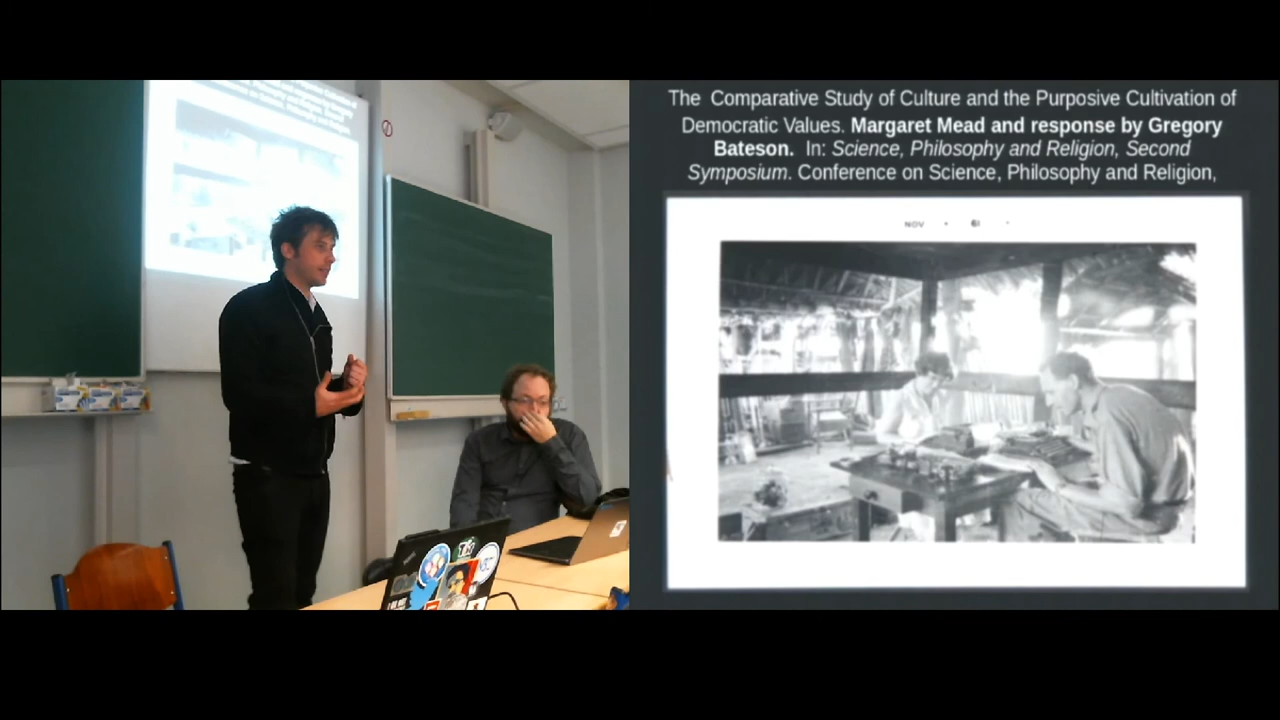 The Comparative Study of Culture and the Purposive Cultivation of
Democratic Values. Margaret Mead and response by Gregory
Bateson. In: Science, Philosophy and Religion, Second
Symposium. Conference on Science, Philosophy and Religion,
NOV • 61 •